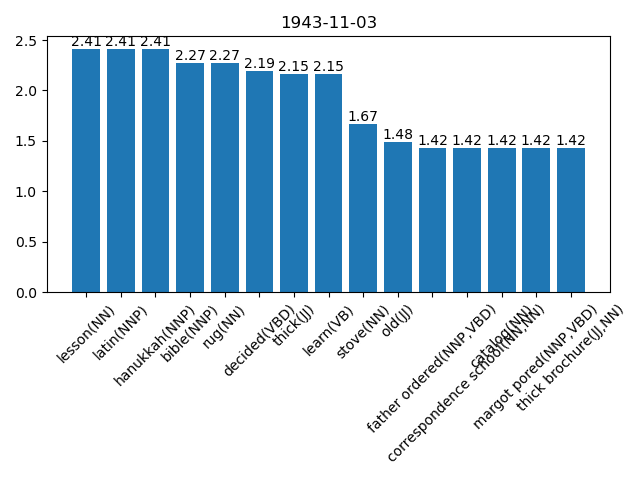 1943-11-03
2.41 2.41 2.41 2.27 2.27 2.19 2.15 2.15 1.67 1.48 1.42 1.42 1.42 1.42 1.42
2.5
2.0
1.5
1.0
0.5
0.0
lesson(NN)
latin(NNP)
hanukkah(NNP)
bible(NNP)
rug(NN)
decided(VBD)
thick(JJ)
learn(VB)
stove(NN)
old(JJ)
father ordered(NNP,VBD)
correspondence school(NN,NN)
catalog(NN)
margot pored(NNP,VBD)
thick brochure(JJ,NN)